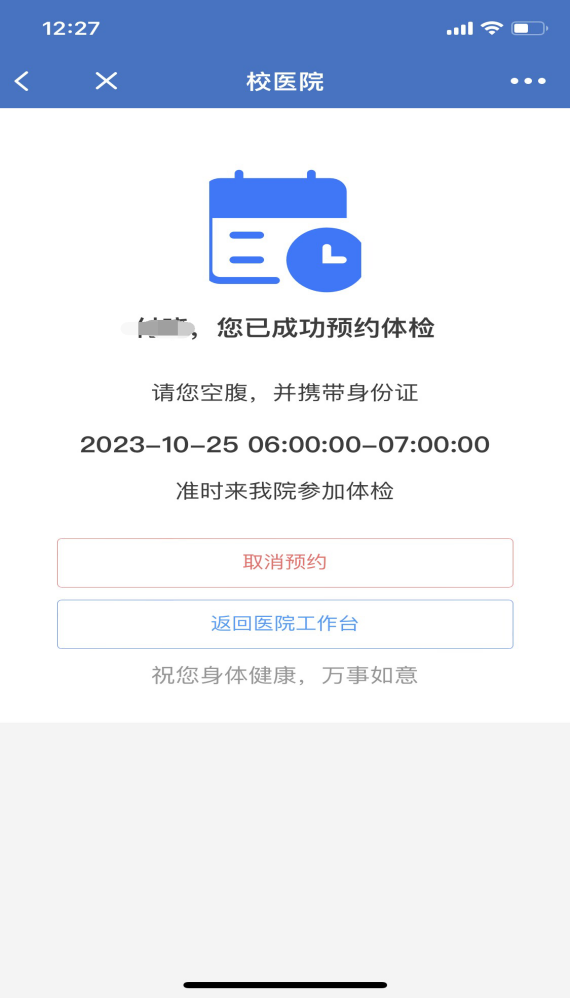 12:27
校医院
，您已成功预约体检
请您空腹，并携带身份证
2023-10-25 06:00:00-07:00:00
准时来我院参加体检
取消预约
返回医院工作台
祝您身体健康，万事如意